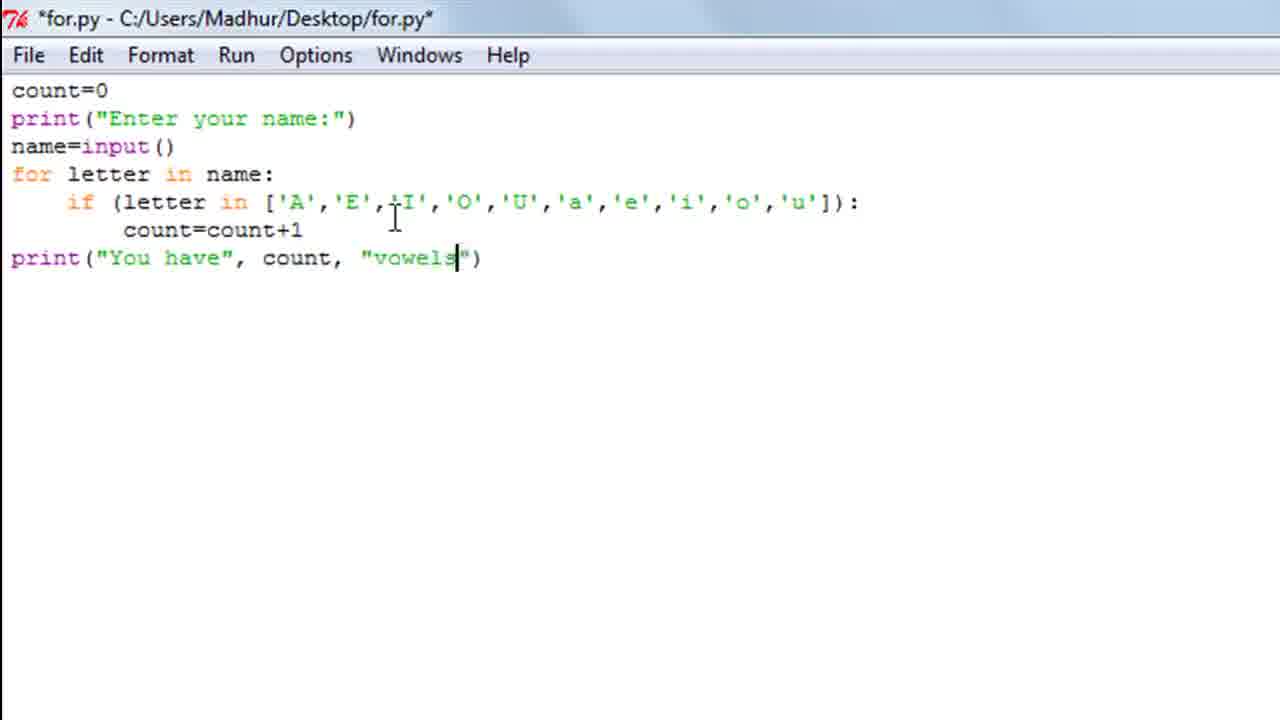 *for.py - C:/Users/Madhur/Desktop/for.py*
File Edit Format Run Options Windows Help
count=0
print("Enter your name:")
name=input()
for letter in name:
    if (letter in ['A','E','I','O','U','a','e','i','o','u']):
        count=count+1
print("You have", count, "vowels")